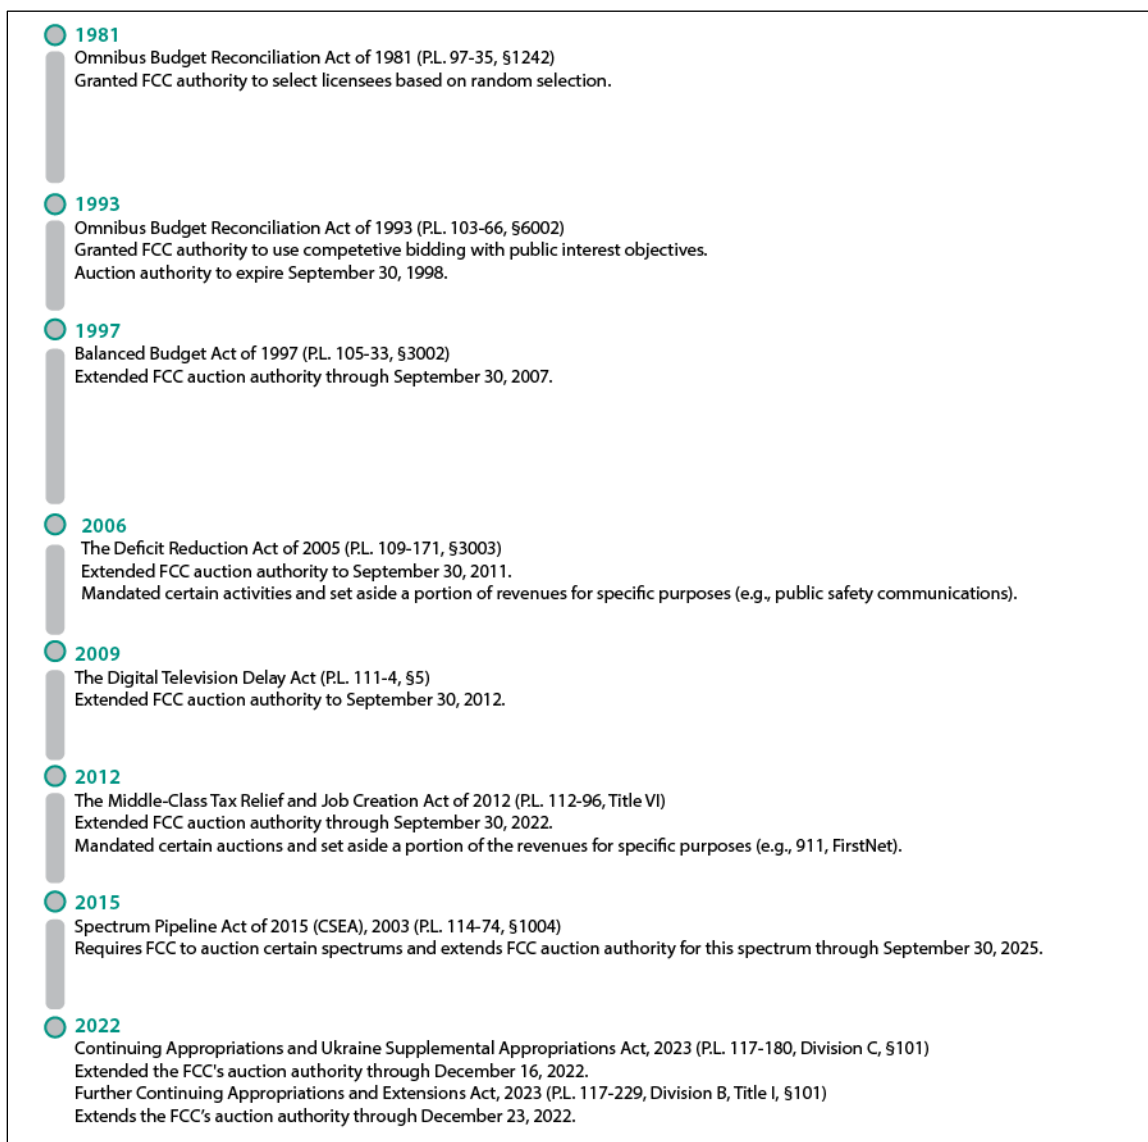 1981
Omnibus Budget Reconciliation Act of 1981 (P.L. 97-35, §1242)
Granted FCC authority to select licensees based on random selection.
1993
Omnibus Budget Reconciliation Act of 1993 (P.L. 103-66, §6002)
Granted FCC authority to use competetive bidding with public interest objectives.
Auction authority to expire September 30, 1998.
1997
Balanced Budget Act of 1997 (P.L. 105-33, §3002)
Extended FCC auction authority through September 30, 2007.
2006
The Deficit Reduction Act of 2005 (P.L. 109-171, §3003)
Extended FCC auction authority to September 30, 2011.
Mandated certain activities and set aside a portion of revenues for specific purposes (e.g., public safety communications).
2009
The Digital Television Delay Act (P.L. 111-4, §5)
Extended FCC auction authority to September 30, 2012.
2012
The Middle-Class Tax Relief and Job Creation Act of 2012 (P.L. 112-96, Title VI)
Extended FCC auction authority through September 30, 2022.
Mandated certain auctions and set aside a portion of the revenues for specific purposes (e.g., 911, FirstNet).
2015
Spectrum Pipeline Act of 2015 (CSEA), 2003 (P.L. 114-74, §1004)
Requires FCC to auction certain spectrums and extends FCC auction authority for this spectrum through September 30, 2025.
2022
Continuing Appropriations and Ukraine Supplemental Appropriations Act, 2023 (P.L. 117-180, Division C, §101)
Extended the FCC's auction authority through December 16, 2022.
Further Continuing Appropriations and Extensions Act, 2023 (P.L. 117-229, Division B, Title I, §101)
Extends the FCC’s auction authority through December 23, 2022.